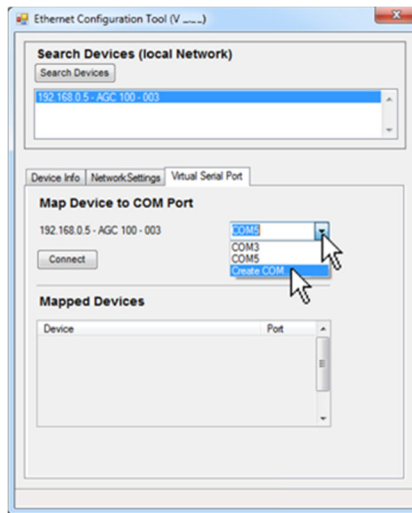 Ethernet Configuration Tool (V _._._)
Search Devices (local Network)
Search Devices
192.168.0.5 - AGC 100 - 003
Device Info NetworkSettings Virtual Serial Port
Map Device to COM Port
192.168.0.5 - AGC 100 - 003 COM5
COM3
Connect COM5
Create COM
Mapped Devices
Device Port